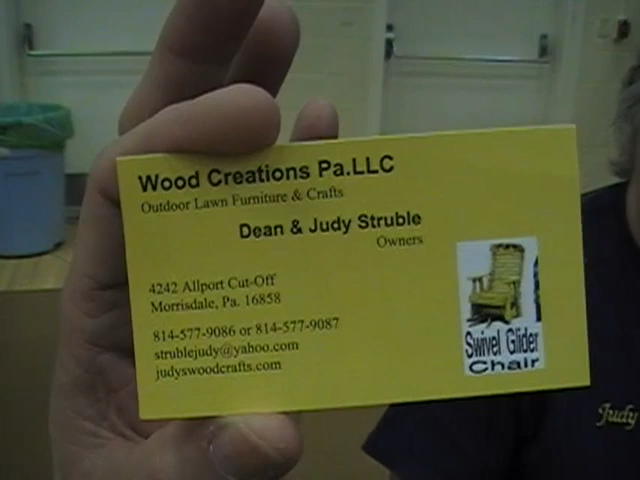 Wood Creations Pa.LLC
Outdoor Lawn Furniture & Crafts
Dean & Judy Struble
Owners
4242 Allport Cut-Off
Morrisdale, Pa. 16858
814-577-9086 or 814-577-9087
strublejudy@yahoo.com
judyswoodcrafts.com
Swivel Glider
Chair
Judy